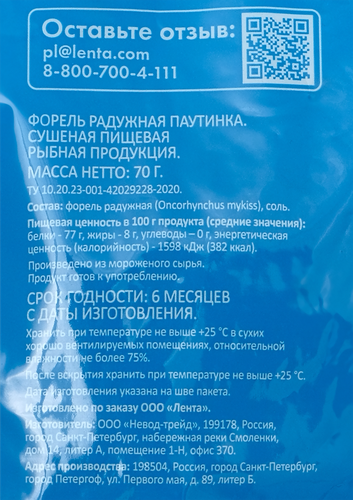 Оставьте отзыв:
pl@lenta.com
8-800-700-4-111
ФОРЕЛЬ РАДУЖНАЯ ПАУТИНКА.
СУШЕНАЯ ПИЩЕВАЯ
РЫБНАЯ ПРОДУКЦИЯ.
МАССА НЕТТО: 70 Г.
ТУ 10.20.23-001-42029228-2020.
Состав: форель радужная (Oncorhynchus mykiss), соль.
Пищевая ценность в 100 г продукта (средние значения):
белки - 77 г, жиры - 8 г, углеводы – 0 г, энергетическая
ценность (калорийность) - 1598 кДж (382 ккал).
Произведено из мороженого сырья.
Продукт готов к употреблению.
СРОК ГОДНОСТИ: 6 МЕСЯЦЕВ
С ДАТЫ ИЗГОТОВЛЕНИЯ.
Хранить при температуре не выше +25 °С в сухих
хорошо вентилируемых помещениях, относительной
влажности не более 75%.
После вскрытия хранить при температуре не выше +25 °С.
Дата изготовления указана на шве пакета.
Изготовлено по заказу ООО «Лента».
Изготовитель: ООО «Невод-трейд», 199178, Россия,
город Санкт-Петербург, набережная реки Смоленки,
дом 14, литер А, помещение 1-Н, офис 370.
Адрес производства: 198504, Россия, город Санкт-Петербург,
город Петергоф, ул. Первого мая, д. 89, литер Б.